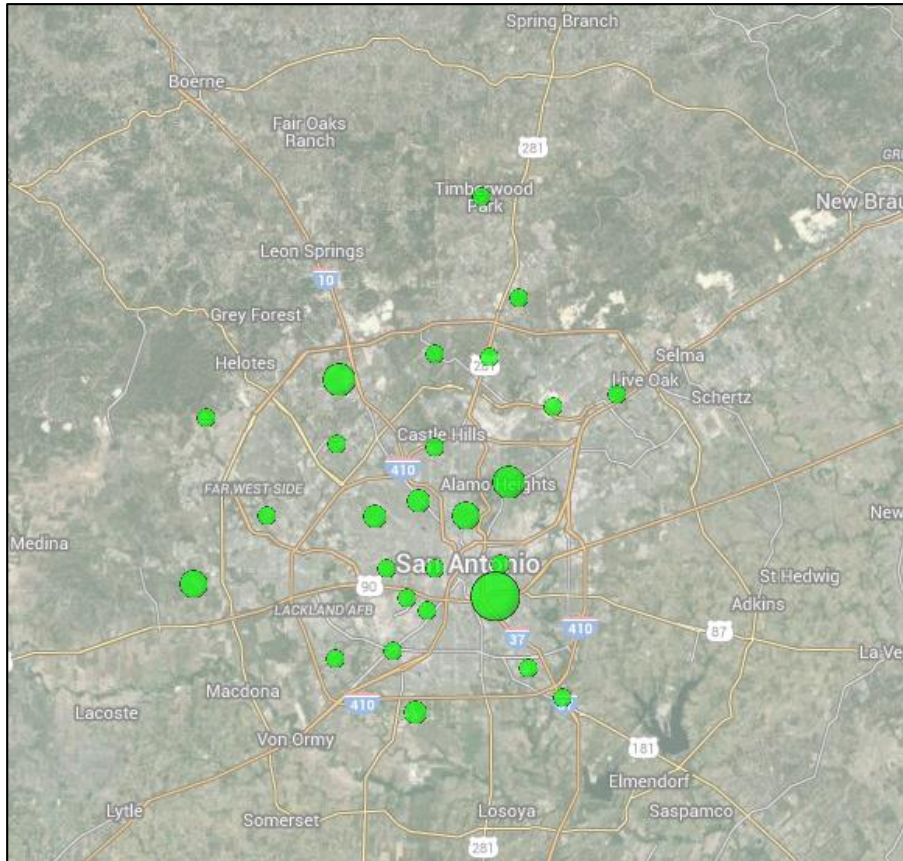 Spring Branch
Boerne
Fair Oaks
Ranch
281
GR
Timberwood
Park
New Brau
Leon Springs
10
Grey Forest
Helotes
281
Selma
Live Oak
Schertz
Castle Hills
410
Alamo Heights
FAR WEST SIDE
New
Medina
San Antonio
90
St Hedwig
LACKLAND AFB
Adkins
37
410
87
La Ve
Macdona
Lacoste
410
Von Ormy
181
Elmendorf
Lytle
Somerset
Losoya
Saspamco
281